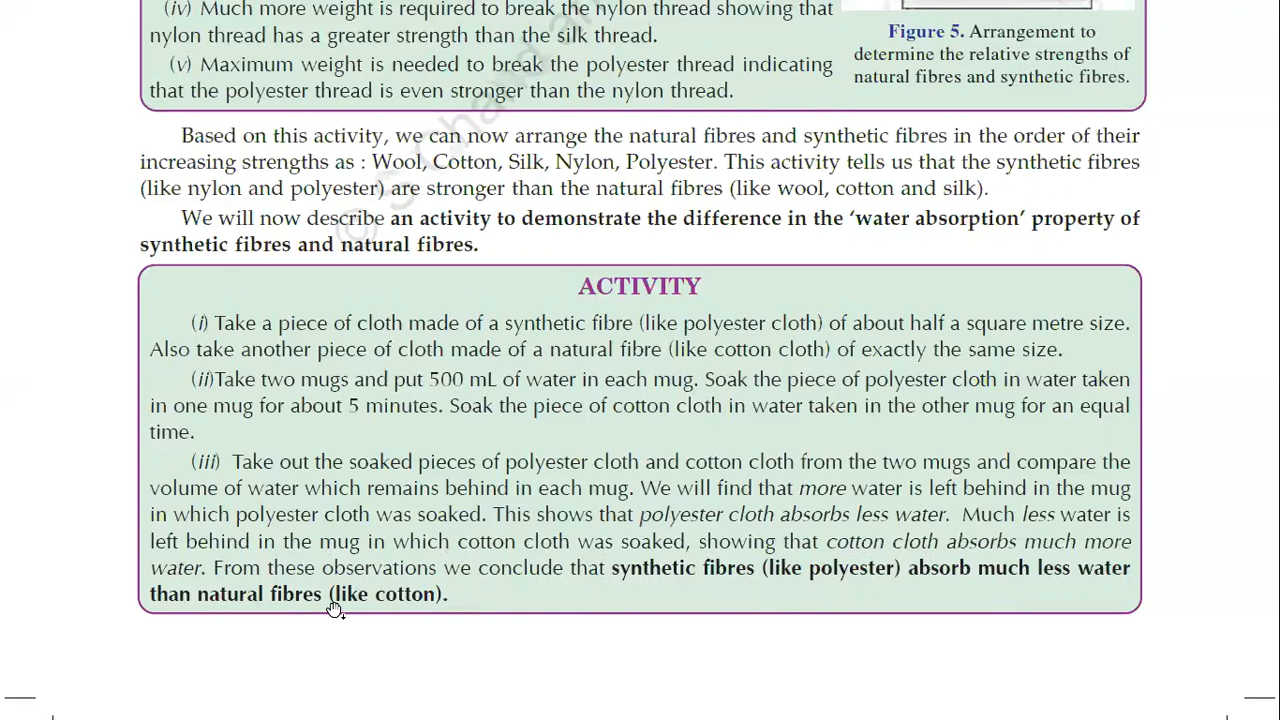 (iv) Much more weight is required to break the nylon thread showing that
nylon thread has a greater strength than the silk thread.
(v) Maximum weight is needed to break the polyester thread indicating
that the polyester thread is even stronger than the nylon thread.
Figure 5. Arrangement to
determine the relative strengths of
natural fibres and synthetic fibres.
Based on this activity, we can now arrange the natural fibres and synthetic fibres in the order of their
increasing strengths as : Wool, Cotton, Silk, Nylon, Polyester. This activity tells us that the synthetic fibres
(like nylon and polyester) are stronger than the natural fibres (like wool, cotton and silk).
We will now describe an activity to demonstrate the difference in the ‘water absorption’ property of
synthetic fibres and natural fibres.
ACTIVITY
(i) Take a piece of cloth made of a synthetic fibre (like polyester cloth) of about half a square metre size.
Also take another piece of cloth made of a natural fibre (like cotton cloth) of exactly the same size.
(ii)Take two mugs and put 500 mL of water in each mug. Soak the piece of polyester cloth in water taken
in one mug for about 5 minutes. Soak the piece of cotton cloth in water taken in the other mug for an equal
time.
(iii) Take out the soaked pieces of polyester cloth and cotton cloth from the two mugs and compare the
volume of water which remains behind in each mug. We will find that more water is left behind in the mug
in which polyester cloth was soaked. This shows that polyester cloth absorbs less water. Much less water is
left behind in the mug in which cotton cloth was soaked, showing that cotton cloth absorbs much more
water. From these observations we conclude that synthetic fibres (like polyester) absorb much less water
than natural fibres (like cotton).